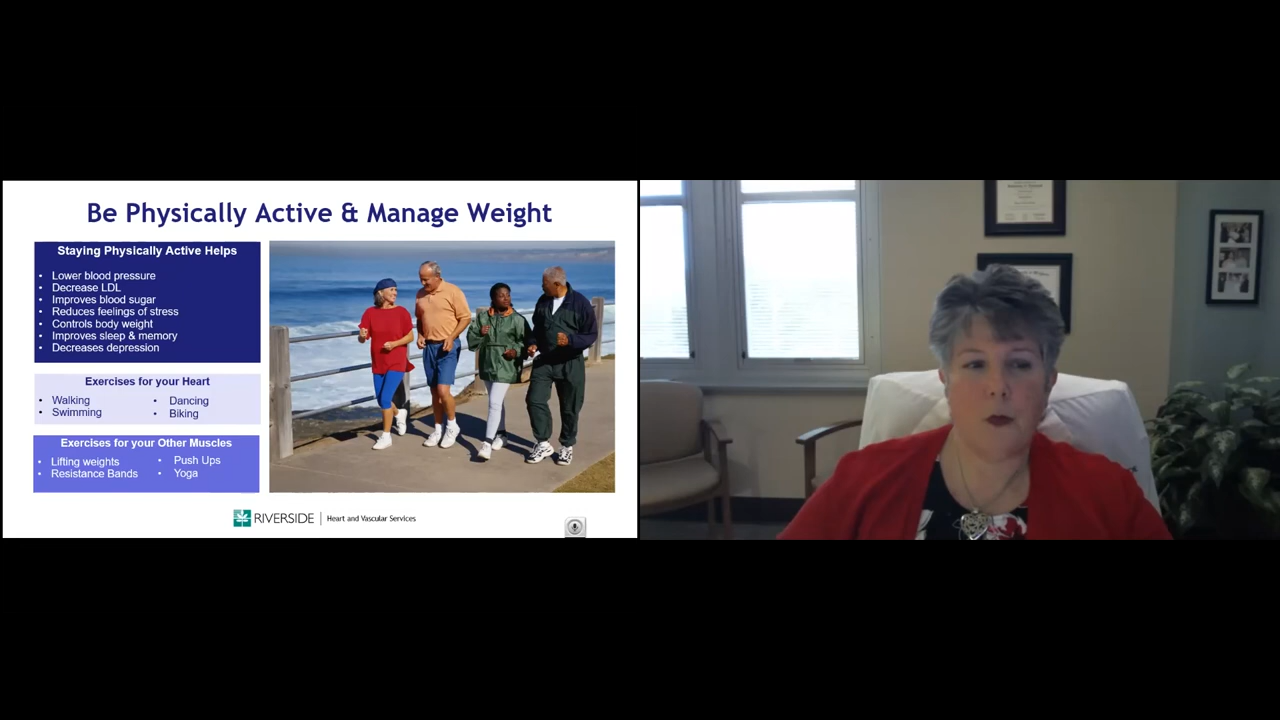 Be Physically Active & Manage Weight
Staying Physically Active Helps
• Lower blood pressure
• Decrease LDL
• Improves blood sugar
• Reduces feelings of stress
• Controls body weight
• Improves sleep & memory
• Decreases depression
Exercises for your Heart
• Walking
• Swimming
• Dancing
• Biking
Exercises for your Other Muscles
• Lifting weights
• Resistance Bands
• Push Ups
• Yoga
RIVERSIDE | Heart and Vascular Services